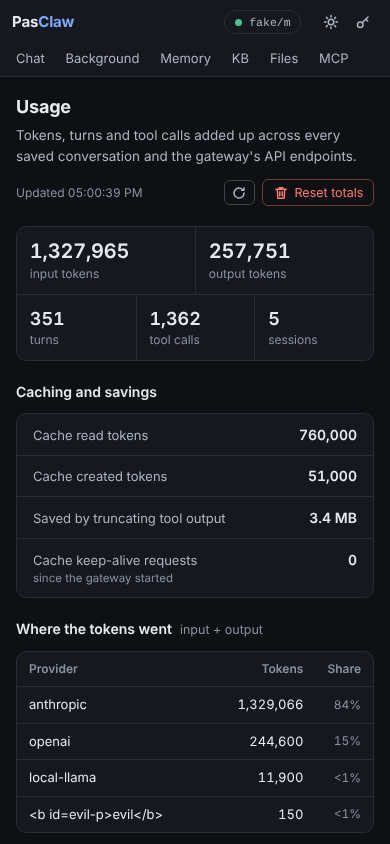 PasClaw fake/m
Chat Background Memory KB Files MCP
Usage
Tokens, turns and tool calls added up across every
saved conversation and the gateway's API endpoints.
Updated 05:00:39 PM Reset totals
1,327,965 257,751
input tokens output tokens
351 1,362 5
turns tool calls sessions
Caching and savings
Cache read tokens 760,000
Cache created tokens 51,000
Saved by truncating tool output 3.4 MB
Cache keep-alive requests 0
since the gateway started
Where the tokens went input + output
Provider Tokens Share
anthropic 1,329,066 84%
openai 244,600 15%
local-llama 11,900 <1%
<b id=evil-p>evil</b> 150 <1%